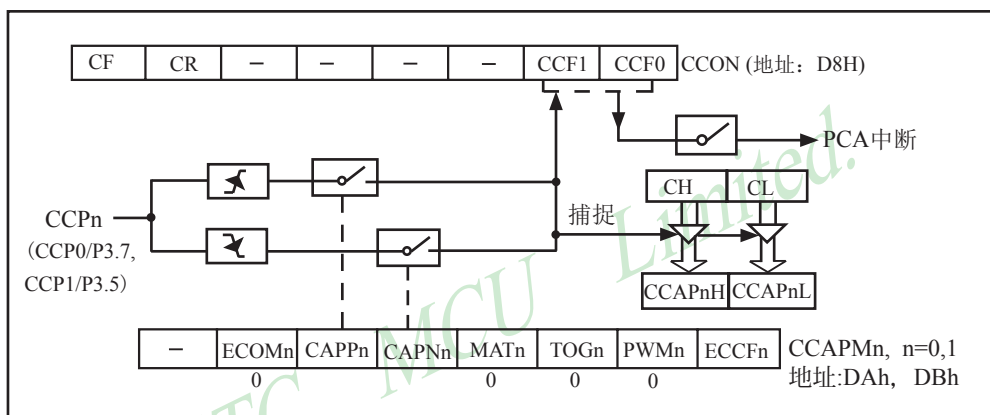 CF CR – – – – CCF1 CCF0 CCON (地址：D8H)
PCA中断
CH CL
CCPn
(CCP0/P3.7,
CCP1/P3.5)
捕捉
CCAPnH CCAPnL
– ECOMn CAPPn CAPNn MATn TOGn PWMn ECCFn CCAPMn, n=0,1
0 0 0 0
地址:DAh，DBh
MCU Limited.